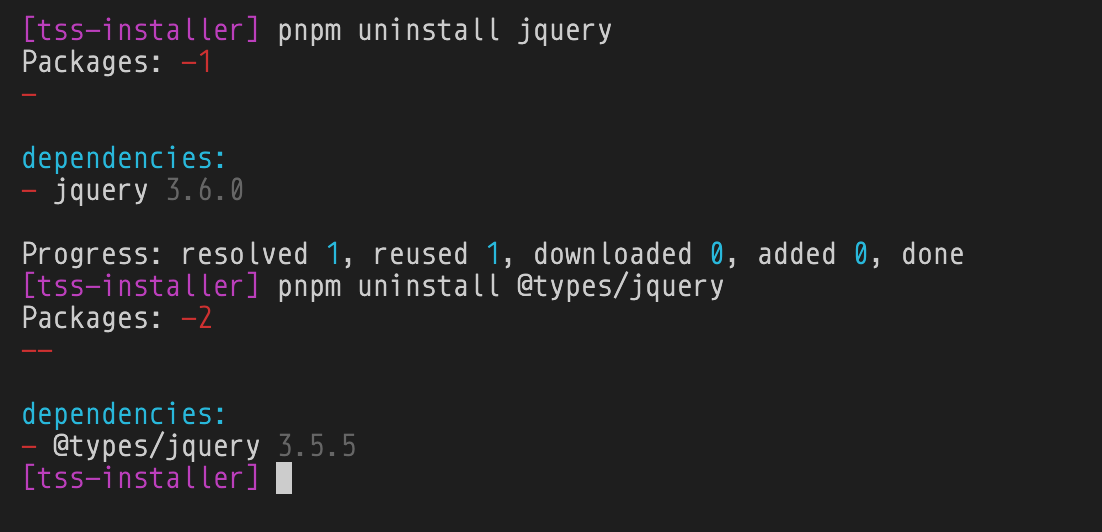 [tss-installer] pnpm uninstall jquery
Packages: -1
-
dependencies:
- jquery 3.6.0
Progress: resolved 1, reused 1, downloaded 0, added 0, done
[tss-installer] pnpm uninstall @types/jquery
Packages: -2
--
dependencies:
- @types/jquery 3.5.5
[tss-installer]